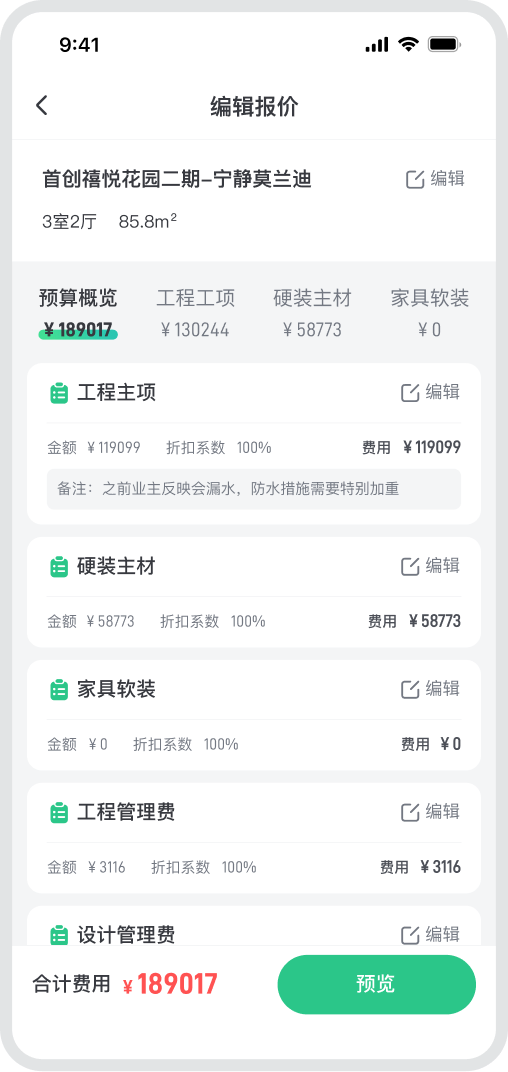 9:41
编辑报价
首创禧悦花园二期-宁静莫兰迪 编辑
3室2厅 85.8m²
预算概览 工程工项 硬装主材 家具软装
¥189017 ¥130244 ¥58773 ¥0
工程主项 编辑
金额 ¥119099 折扣系数 100% 费用 ¥119099
备注：之前业主反映会漏水，防水措施需要特别加重
硬装主材 编辑
金额 ¥58773 折扣系数 100% 费用 ¥58773
家具软装 编辑
金额 ¥0 折扣系数 100% 费用 ¥0
工程管理费 编辑
金额 ¥3116 折扣系数 100% 费用 ¥3116
设计管理费 编辑
合计费用 ¥189017 预览